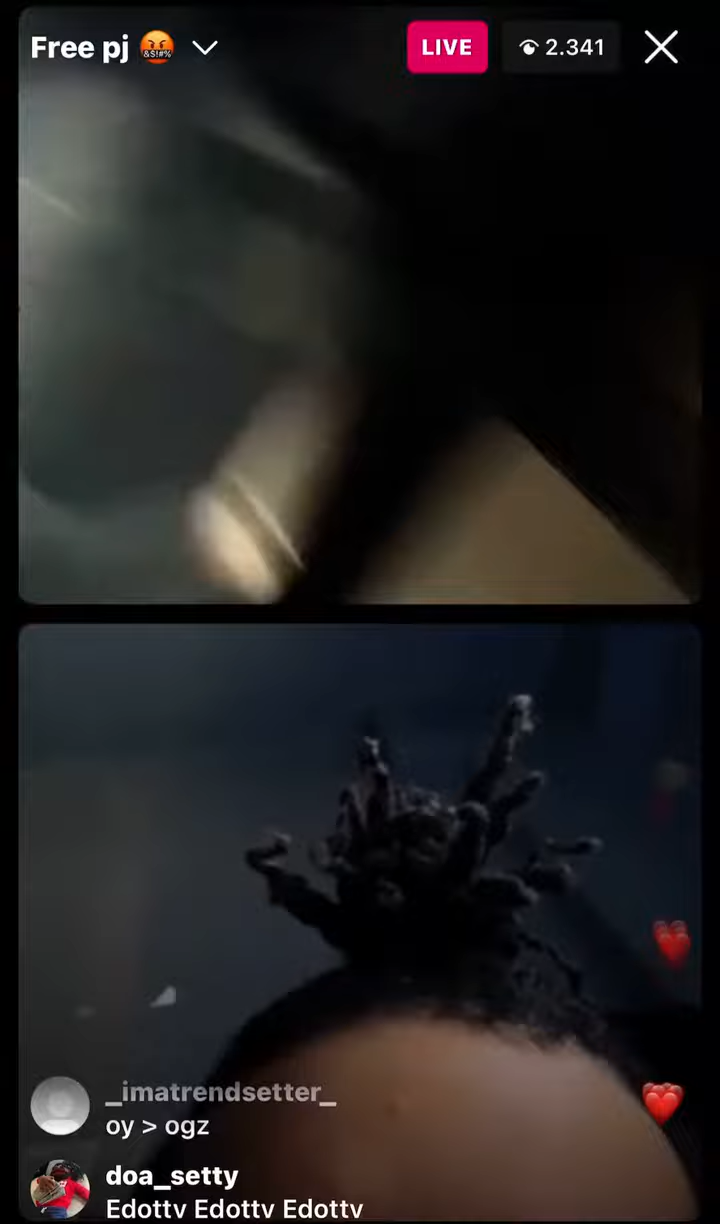 Free pj 🤬
LIVE
2.341
_imatrendsetter_
oy > ogz
doa_setty
Edottv Edottv Edottv